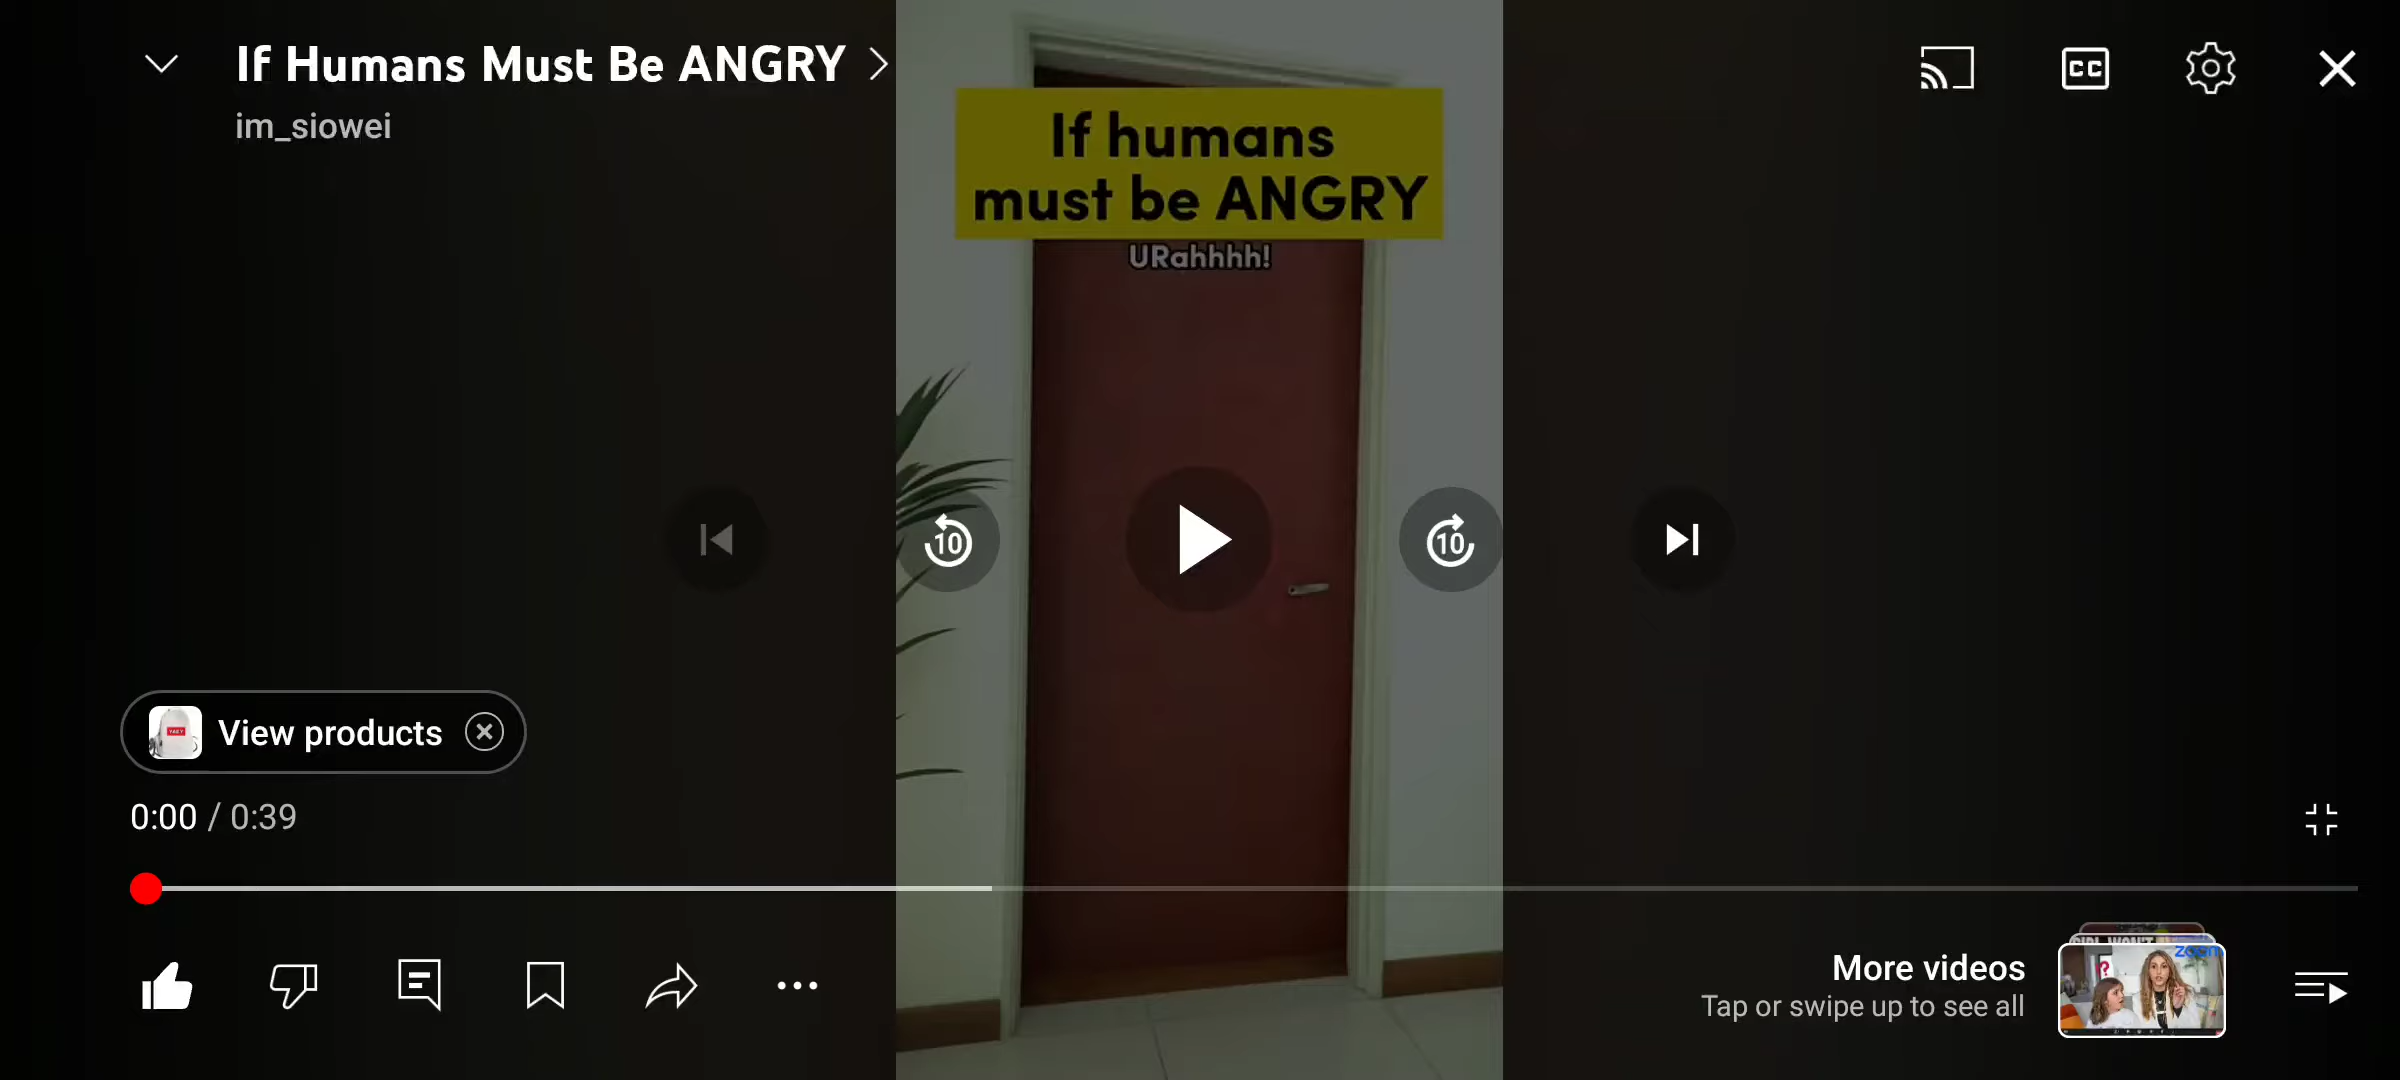 If Humans Must Be ANGRY
im_siowei
If humans
must be ANGRY
URahhhh!
10
10
View products
0:00 / 0:39
More videos
Tap or swipe up to see all
zoom